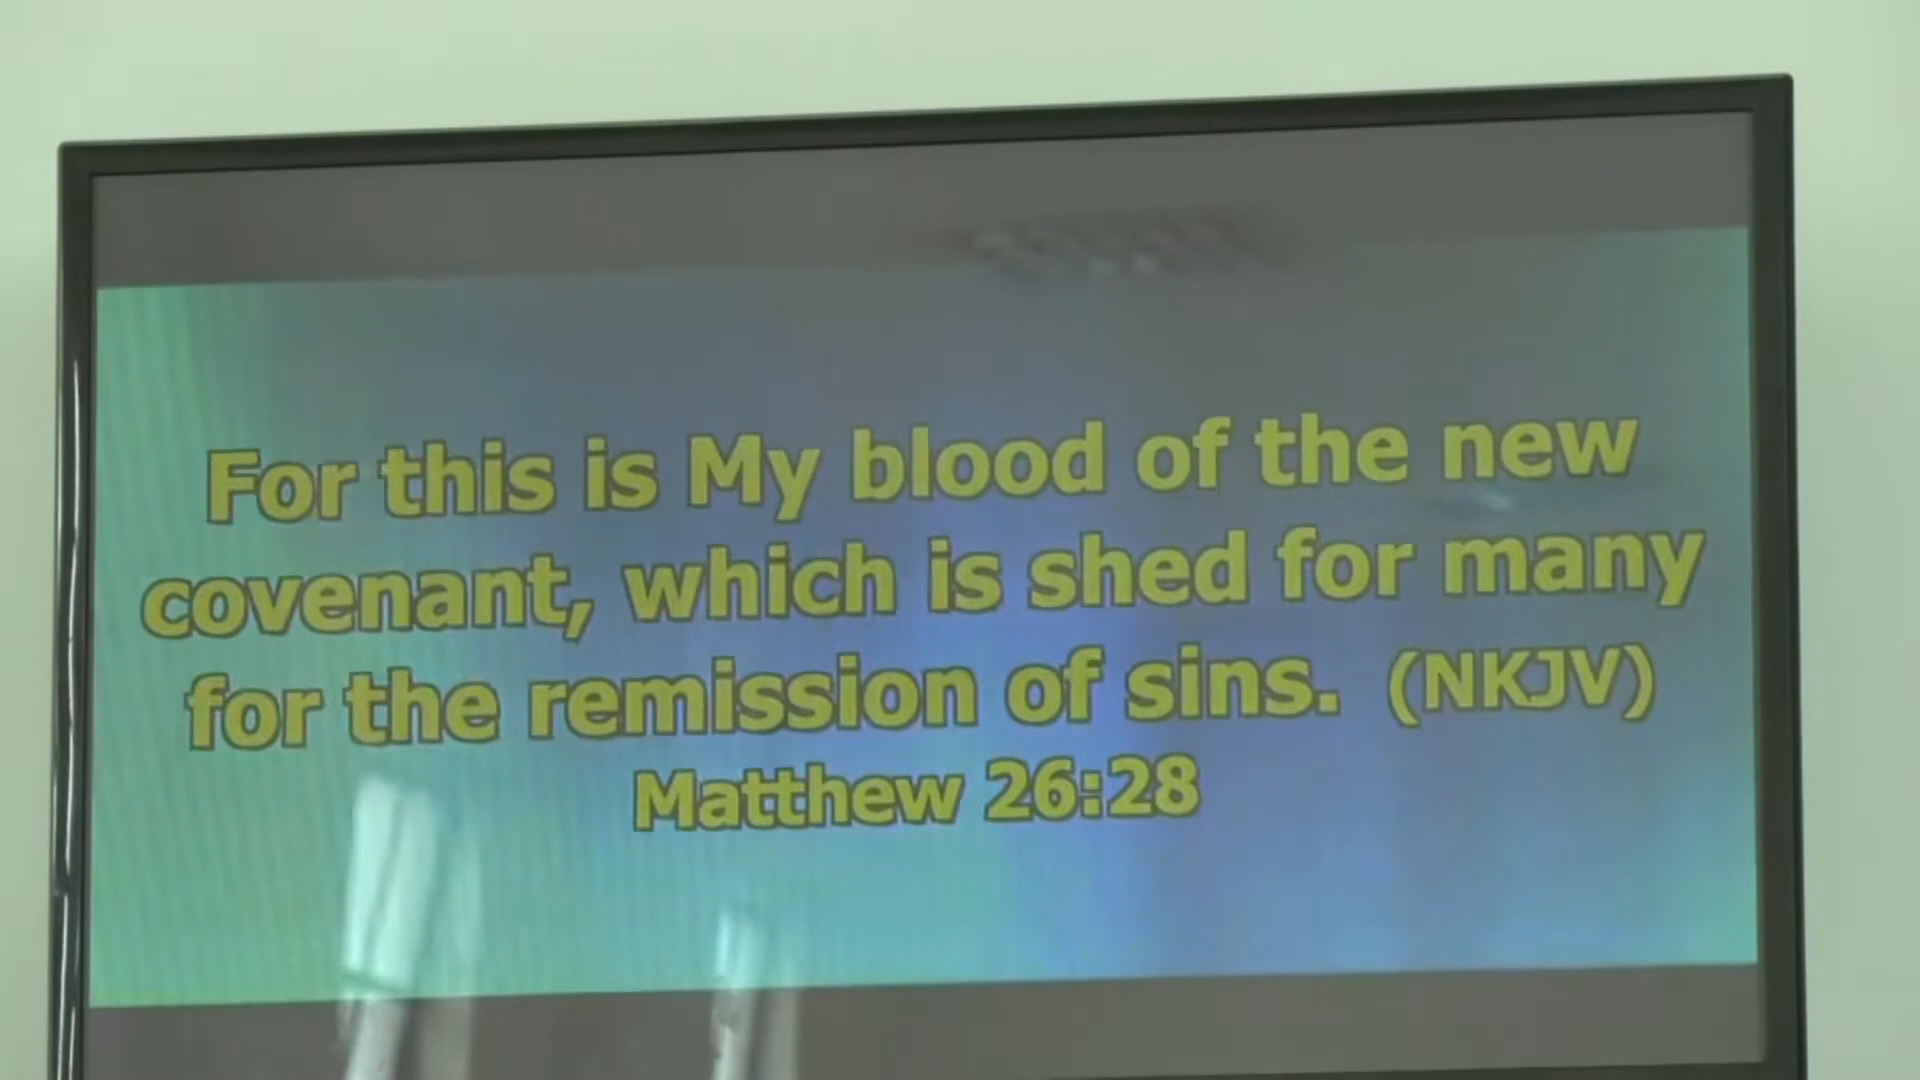 For this is My blood of the new
covenant, which is shed for many
for the remission of sins. (NKJV)
Matthew 26:28